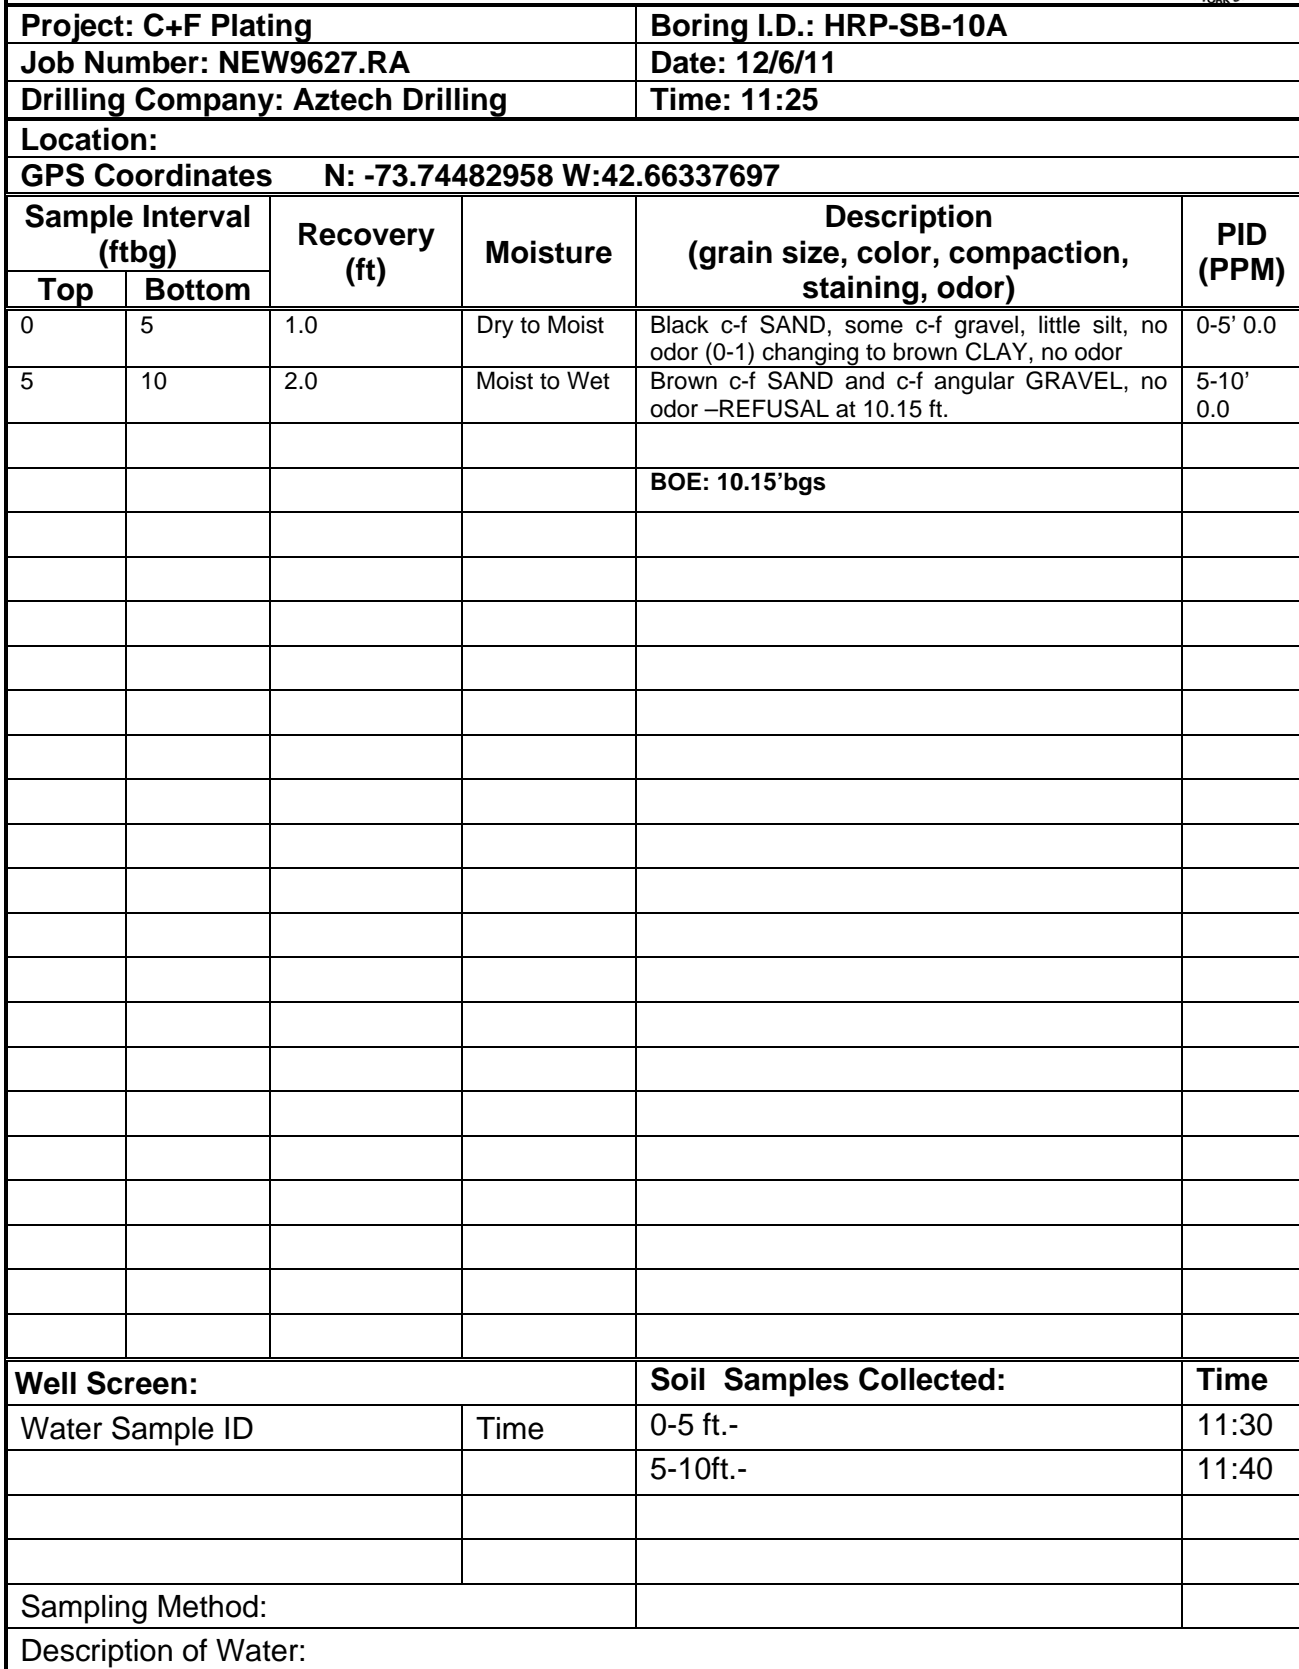 Project: C+F Plating
Boring I.D.: HRP-SB-10A
Job Number: NEW9627.RA
Date: 12/6/11
Drilling Company: Aztech Drilling
Time: 11:25
Location:
GPS Coordinates N: -73.74482958 W:42.66337697
Sample Interval
(ftbg)
Top Bottom
Recovery
(ft)
Moisture
Description
(grain size, color, compaction,
staining, odor)
PID
(PPM)
0 5 1.0 Dry to Moist Black c-f SAND, some c-f gravel, little silt, no 0-5’ 0.0
odor (0-1) changing to brown CLAY, no odor
5 10 2.0 Moist to Wet Brown c-f SAND and c-f angular GRAVEL, no 5-10’
odor –REFUSAL at 10.15 ft. 0.0
BOE: 10.15’bgs
Well Screen: Soil Samples Collected: Time
Water Sample ID Time 0-5 ft.- 11:30
5-10ft.- 11:40
Sampling Method:
Description of Water: